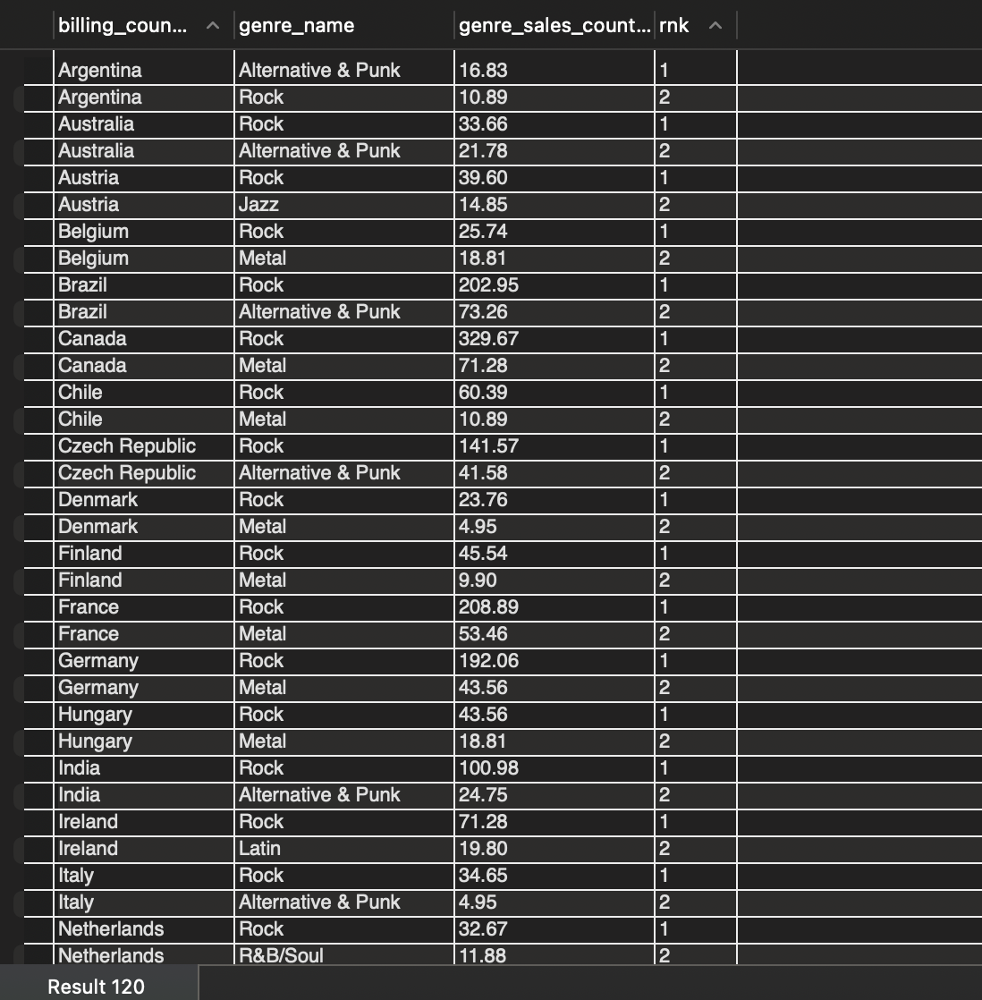 billing_coun... genre_name genre_sales_count... rnk
Argentina Alternative & Punk 16.83 1
Argentina Rock 10.89 2
Australia Rock 33.66 1
Australia Alternative & Punk 21.78 2
Austria Rock 39.60 1
Austria Jazz 14.85 2
Belgium Rock 25.74 1
Belgium Metal 18.81 2
Brazil Rock 202.95 1
Brazil Alternative & Punk 73.26 2
Canada Rock 329.67 1
Canada Metal 71.28 2
Chile Rock 60.39 1
Chile Metal 10.89 2
Czech Republic Rock 141.57 1
Czech Republic Alternative & Punk 41.58 2
Denmark Rock 23.76 1
Denmark Metal 4.95 2
Finland Rock 45.54 1
Finland Metal 9.90 2
France Rock 208.89 1
France Metal 53.46 2
Germany Rock 192.06 1
Germany Metal 43.56 2
Hungary Rock 43.56 1
Hungary Metal 18.81 2
India Rock 100.98 1
India Alternative & Punk 24.75 2
Ireland Rock 71.28 1
Ireland Latin 19.80 2
Italy Rock 34.65 1
Italy Alternative & Punk 4.95 2
Netherlands Rock 32.67 1
Netherlands R&B/Soul 11.88 2
Result 120